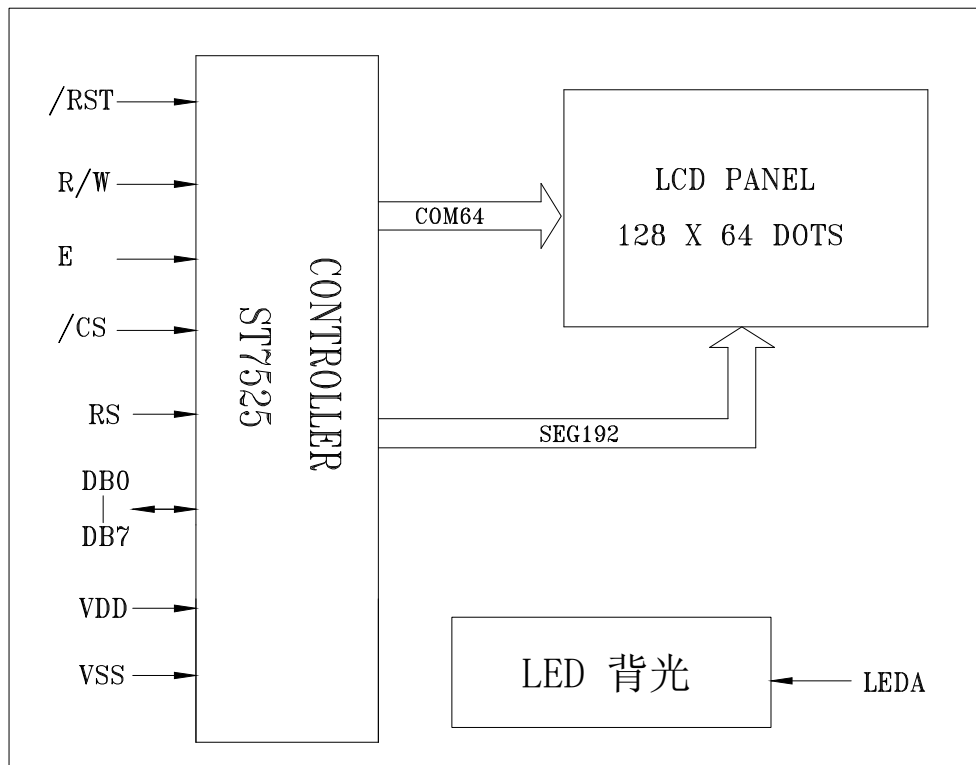 /RST
R/W
E
/CS
RS
DB0
DB7
VDD
VSS
CONTROLLER
ST7525
COM64
SEG192
LCD PANEL
128 X 64 DOTS
LED 背光
LEDA